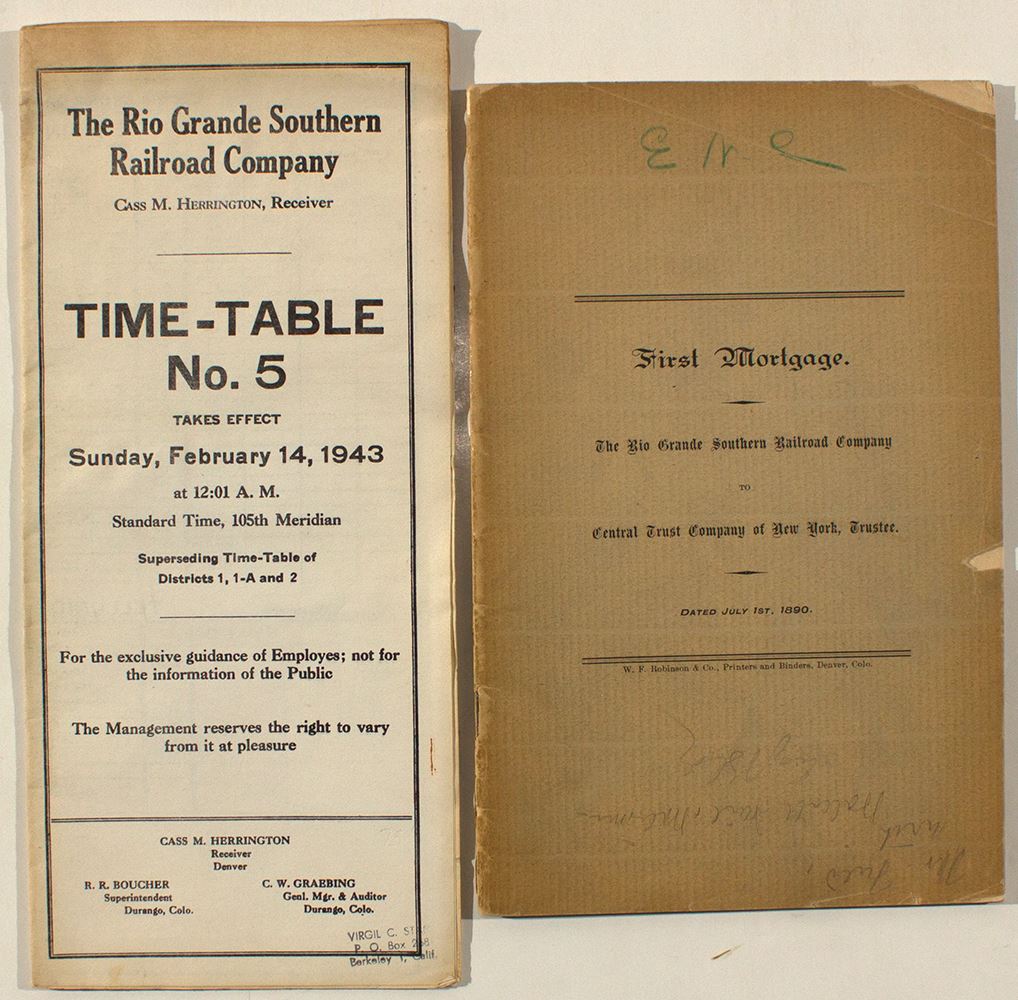 The Rio Grande Southern
Railroad Company
CASS M. HERRINGTON, Receiver
TIME-TABLE
No. 5
TAKES EFFECT
Sunday, February 14, 1943
at 12:01 A. M.
Standard Time, 105th Meridian
Superseding Time-Table of
Districts 1, 1-A and 2
For the exclusive guidance of Employes; not for
the information of the Public
The Management reserves the right to vary
from it at pleasure
CASS M. HERRINGTON
Receiver
Denver
R. R. BOUCHER
Superintendent
Durango, Colo.
C. W. GRAEBING
Genl. Mgr. & Auditor
Durango, Colo.
VIRGIL C.
P. O. Box
Berkeley 1, Calif.
First Mortgage.
The Rio Grande Southern Railroad Company
TO
Central Trust Company of New York, Trustee.
DATED JULY 1ST, 1890.
W. F. Robinson & Co., Printers and Binders, Denver, Colo.